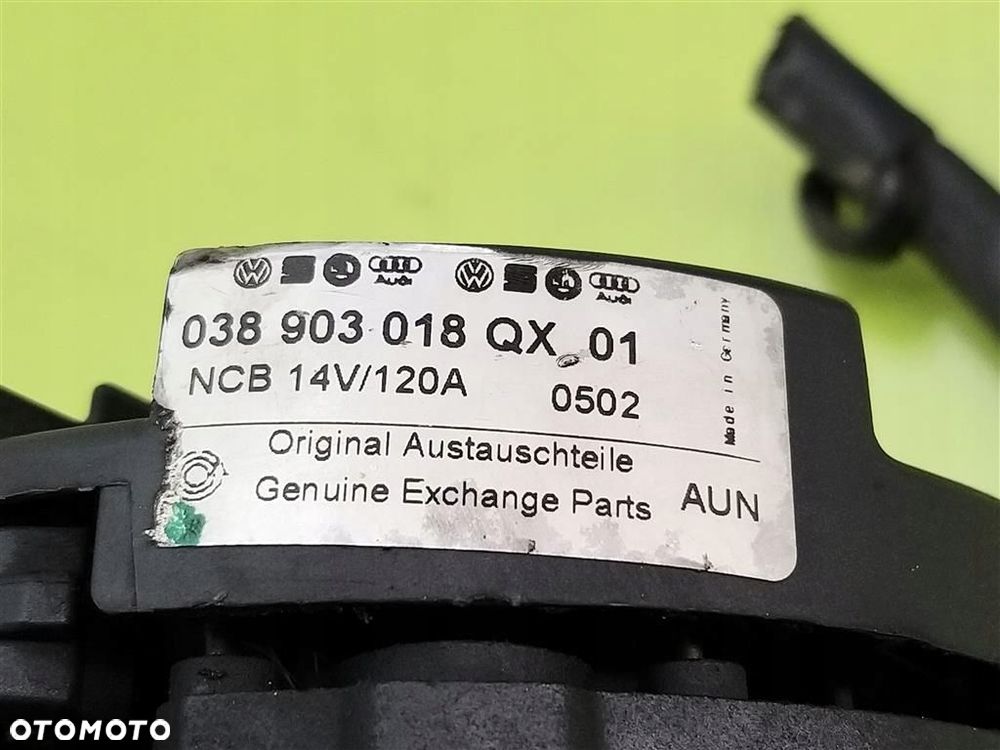 Audi Audi
038 903 018 QX 01
NCB 14V/120A 0502
Made in Germany
Original Austauschteile
Genuine Exchange Parts AUN
OTOMOTO